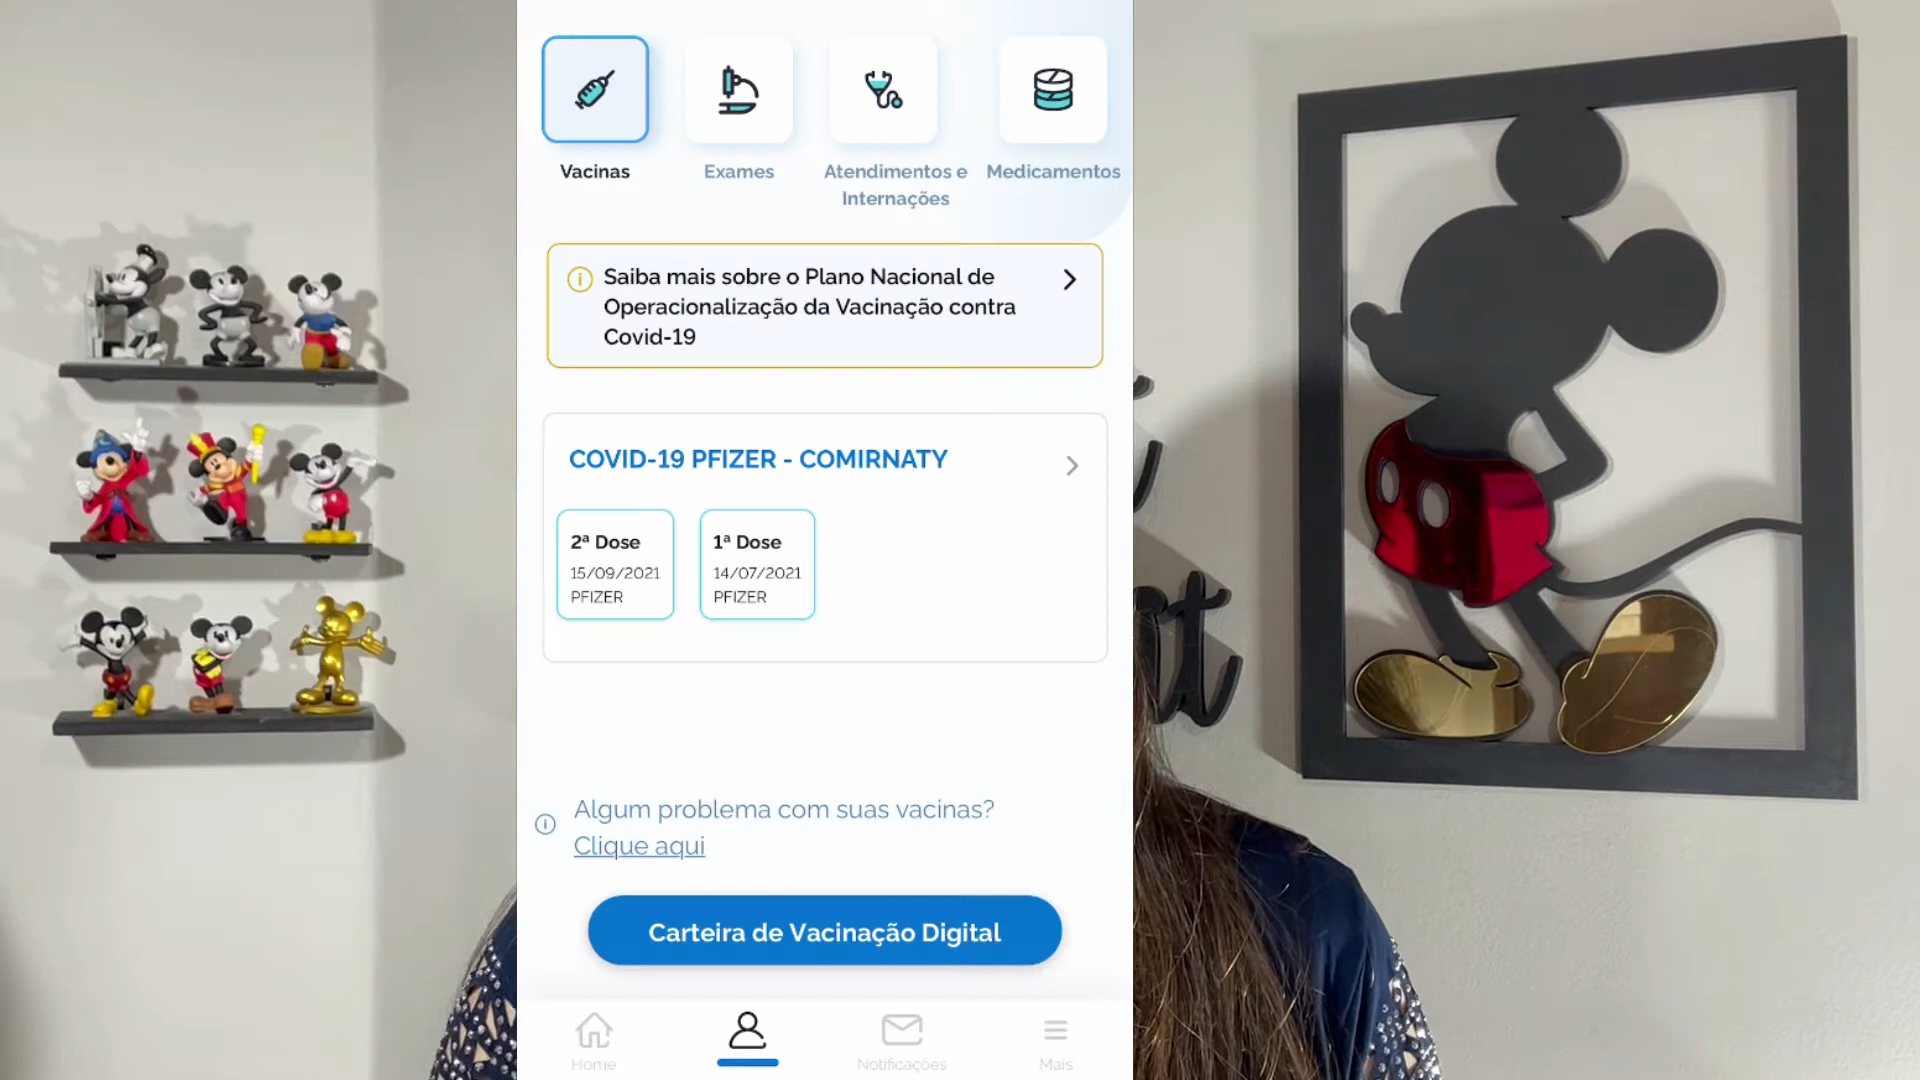 Vacinas
Exames
Atendimentos e
Internações
Medicamentos
Saiba mais sobre o Plano Nacional de
Operacionalização da Vacinação contra
Covid-19
COVID-19 PFIZER - COMIRNATY
2ª Dose
15/09/2021
PFIZER
1ª Dose
14/07/2021
PFIZER
Algum problema com suas vacinas?
Clique aqui
Carteira de Vacinação Digital
Home
Notificações
Mais